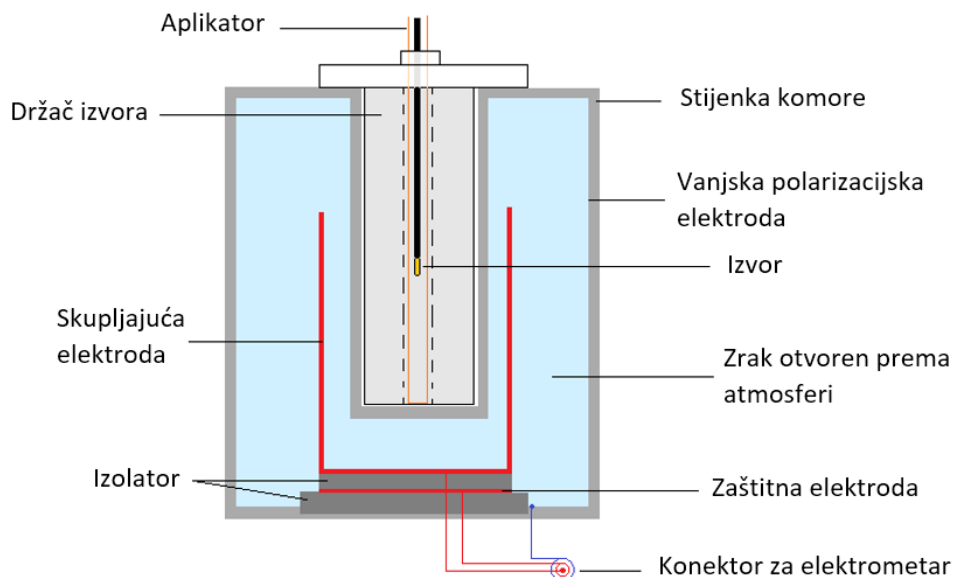 Aplikator
Držač izvora
Stijenka komore
Vanjska polarizacijska
elektroda
Izvor
Skupljajuća
elektroda
Zrak otvoren prema
atmosferi
Izolator
Zaštitna elektroda
Konektor za elektrometar